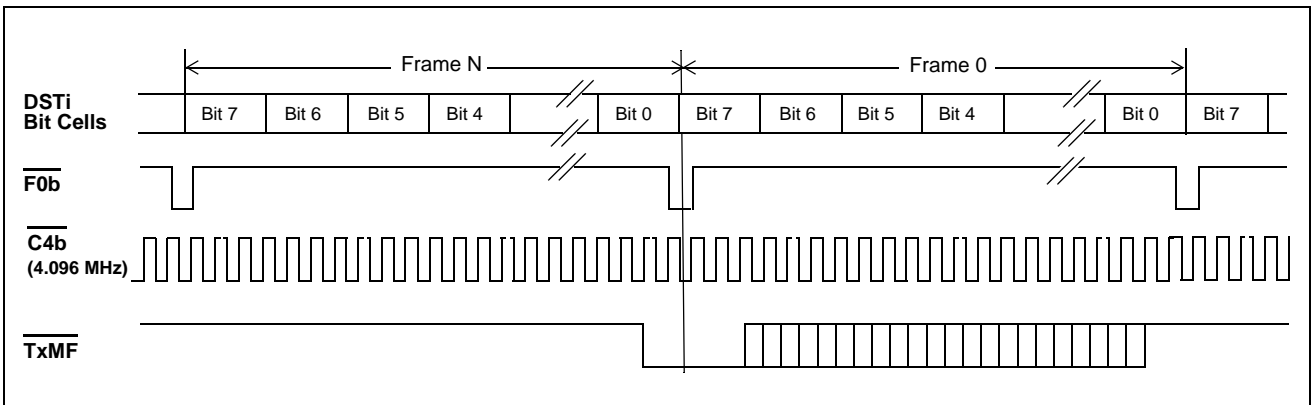 Frame N
Frame 0
DSTi
Bit Cells
Bit 7
Bit 6
Bit 5
Bit 4
Bit 0
Bit 7
Bit 6
Bit 5
Bit 4
Bit 0
Bit 7
F0b
C4b
(4.096 MHz)
TxMF